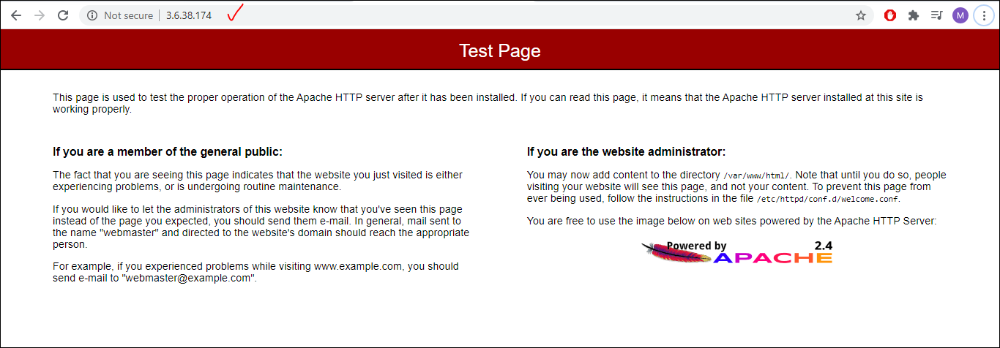 Not secure 3.6.38.174
M
Test Page
This page is used to test the proper operation of the Apache HTTP server after it has been installed. If you can read this page, it means that the Apache HTTP server installed at this site is
working properly.
If you are a member of the general public:
The fact that you are seeing this page indicates that the website you just visited is either
experiencing problems, or is undergoing routine maintenance.
If you would like to let the administrators of this website know that you've seen this page
instead of the page you expected, you should send them e-mail. In general, mail sent to
the name "webmaster" and directed to the website's domain should reach the appropriate
person.
For example, if you experienced problems while visiting www.example.com, you should
send e-mail to "webmaster@example.com".
If you are the website administrator:
You may now add content to the directory /var/www/html/. Note that until you do so, people
visiting your website will see this page, and not your content. To prevent this page from
ever being used, follow the instructions in the file /etc/httpd/conf.d/welcome.conf.
You are free to use the image below on web sites powered by the Apache HTTP Server:
Powered by 2.4
APACHE